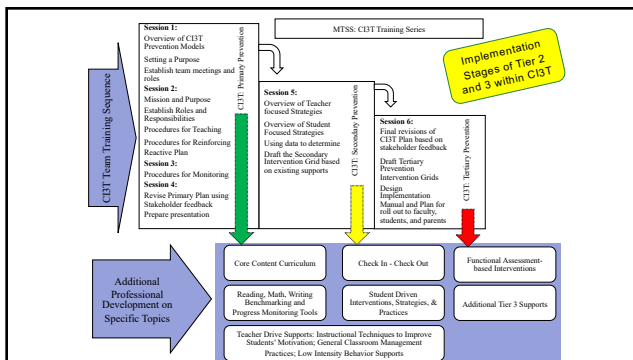 MTSS: CI3T Training Series
Implementation
Stages of Tier 2
and 3 within CI3T
CI3T Team Training Sequence
Session 1:
Overview of CI3T
Prevention Models
Setting a Purpose
Establish team meetings and
roles
Session 2:
Mission and Purpose
Establish Roles and
Responsibilities
Procedures for Teaching
Procedures for Reinforcing
Reactive Plan
Session 3:
Procedures for Monitoring
Session 4:
Revise Primary Plan using
Stakeholder feedback
Prepare presentation
CI3T: Primary Prevention
Session 5:
Overview of Teacher
focused Strategies
Overview of Student
Focused Strategies
Using data to determine
Draft the Secondary
Intervention Grid based on
existing supports
CI3T: Secondary Prevention
Session 6:
Final revisions of
CI3T Plan based on
stakeholder feedback
Draft Tertiary
Prevention
Intervention Grids
Design
Implementation
Manual and Plan for
roll out to faculty,
students, and parents
CI3T: Tertiary Prevention
Additional
Professional
Development on
Specific Topics
Core Content Curriculum
Check In - Check Out
Functional Assessment-
based Interventions
Reading, Math, Writing
Benchmarking and
Progress Monitoring Tools
Student Driven
Interventions, Strategies, &
Practices
Additional Tier 3 Supports
Teacher Drive Supports: Instructional Techniques to Improve
Students' Motivation; General Classroom Management
Practices; Low Intensity Behavior Supports